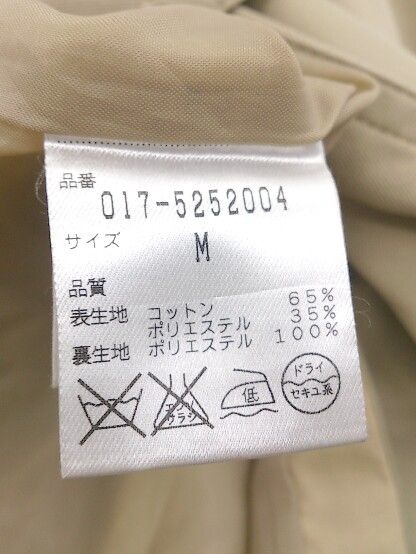 品番
017-5252004
サイズ M
品質
表生地 コットン 65%
ポリエステル 35%
裏生地 ポリエステル 100%
低
ドライ
セキユ系